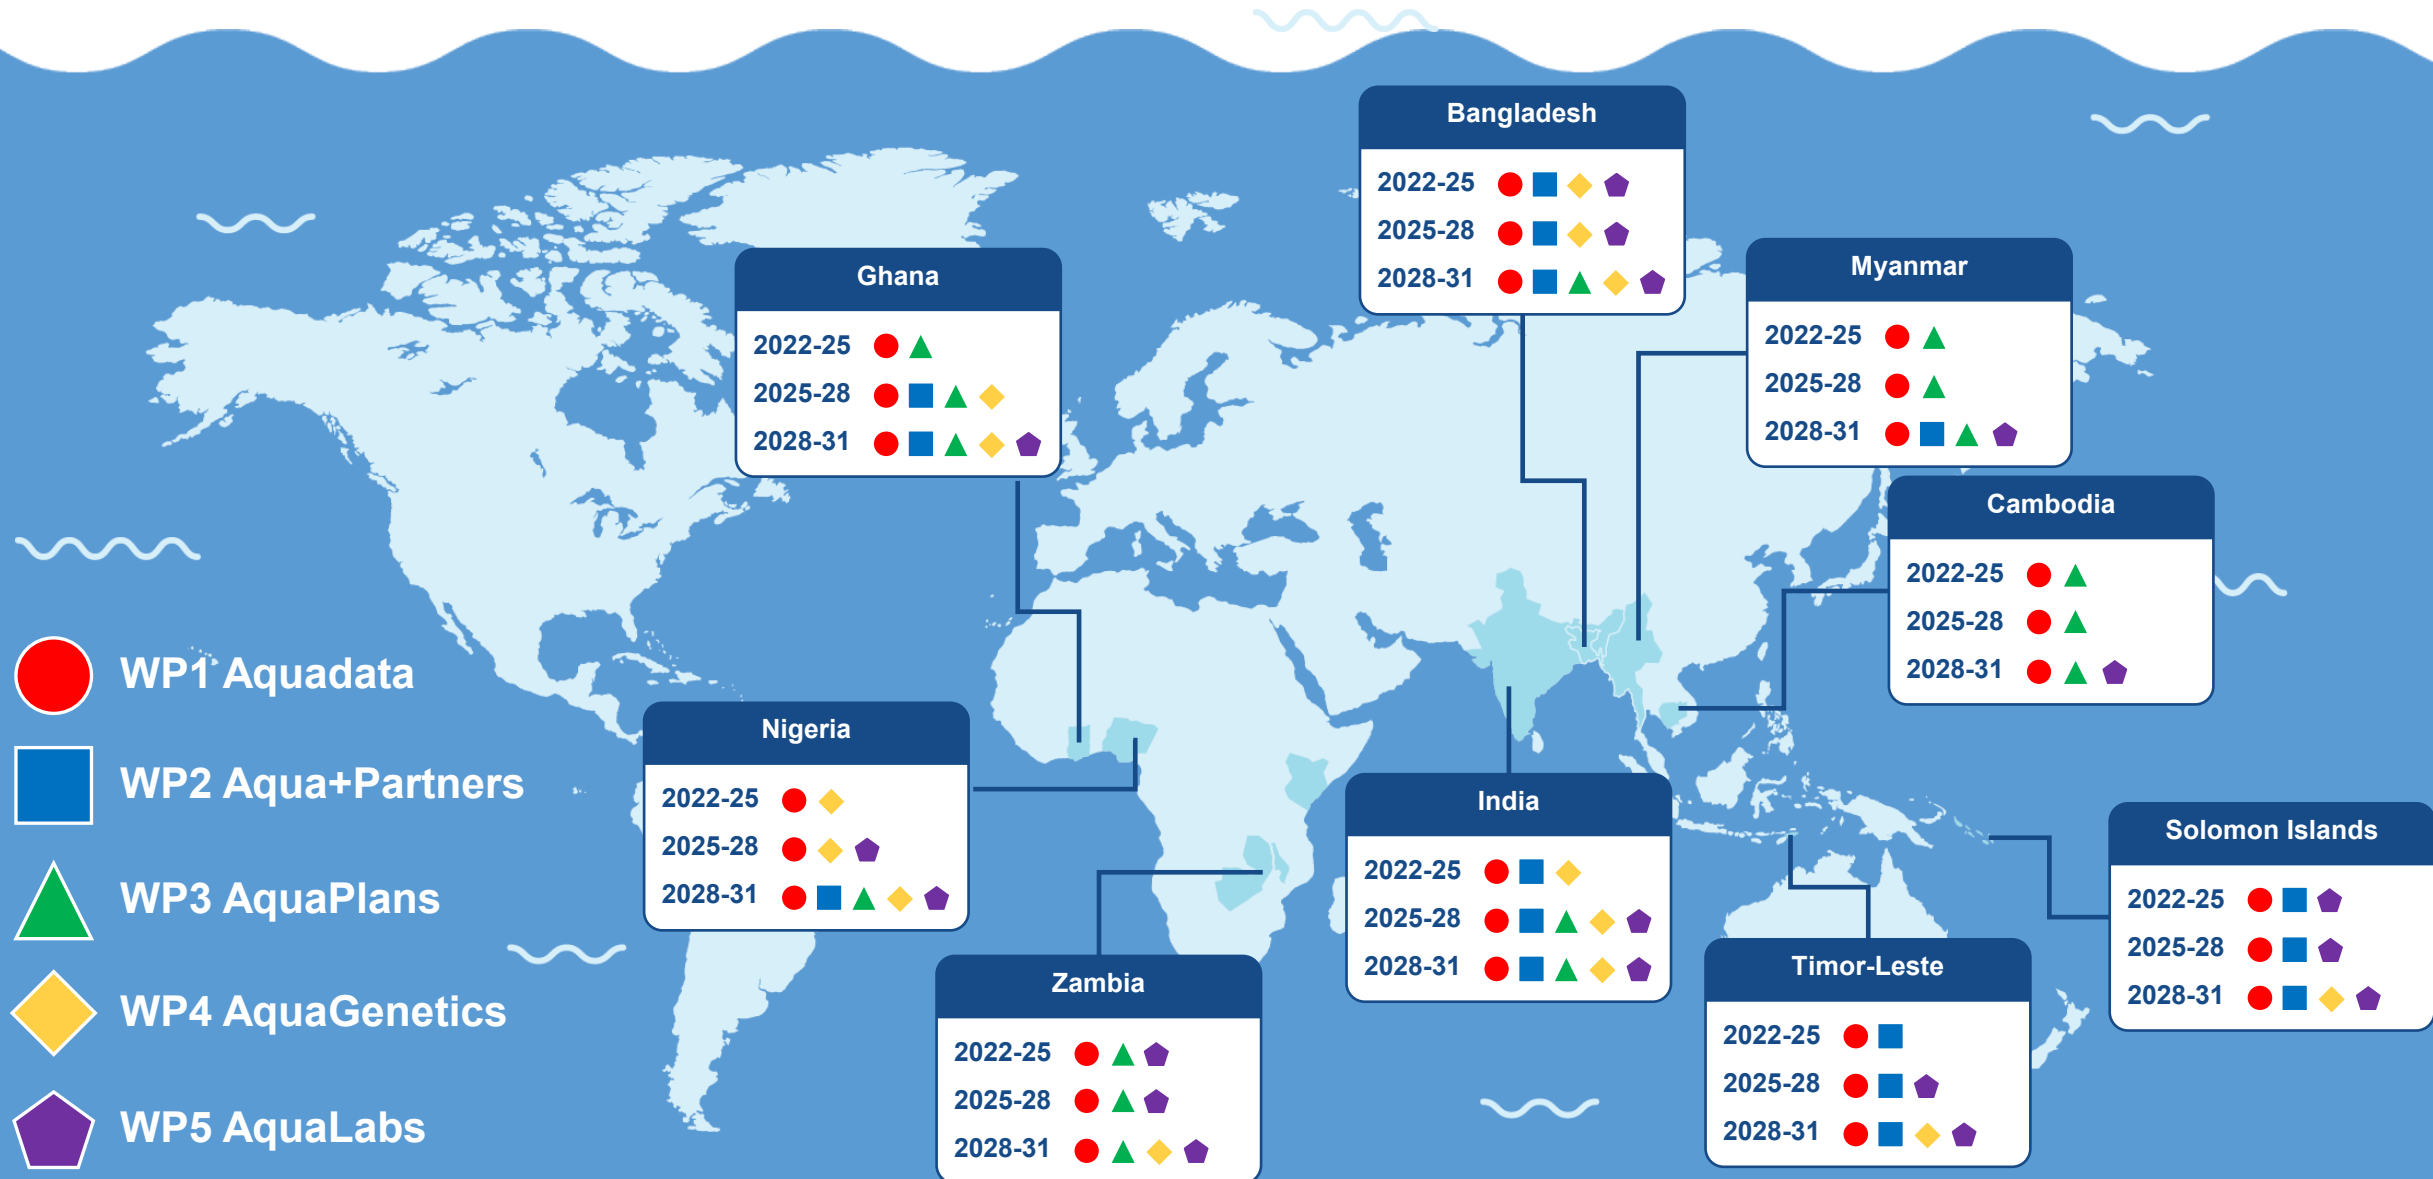 Bangladesh
2022-25
2025-28
2028-31
Myanmar
2022-25
2025-28
2028-31
Ghana
2022-25
2025-28
2028-31
Cambodia
2022-25
2025-28
2028-31
WP1 Aquadata
WP2 Aqua+Partners
WP3 AquaPlans
WP4 AquaGenetics
WP5 AquaLabs
Nigeria
2022-25
2025-28
2028-31
India
2022-25
2025-28
2028-31
Solomon Islands
2022-25
2025-28
2028-31
Zambia
2022-25
2025-28
2028-31
Timor-Leste
2022-25
2025-28
2028-31